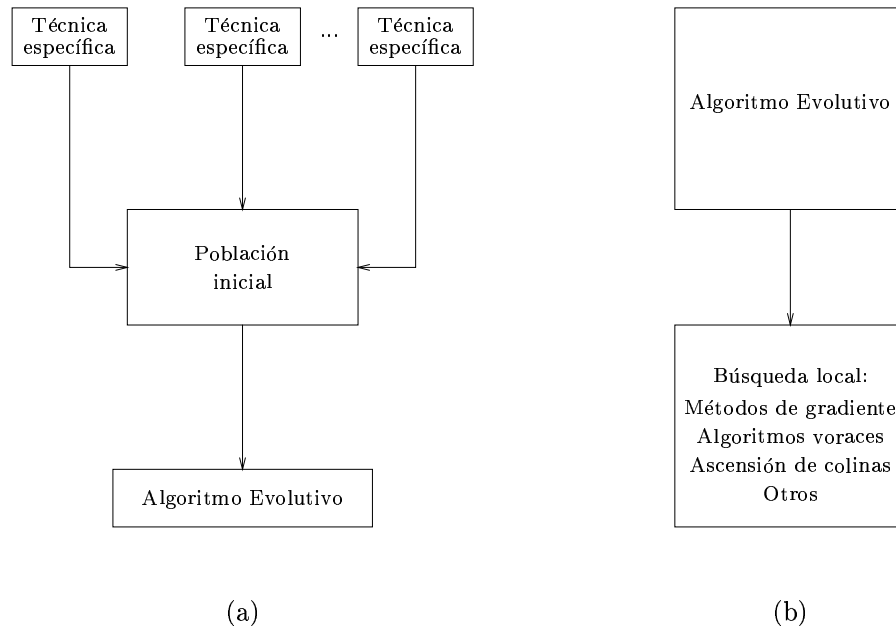 Técnica
específica
Técnica
específica
...
Técnica
específica
Población
inicial
Algoritmo Evolutivo
(a)
Algoritmo Evolutivo
Búsqueda local:
Métodos de gradiente
Algoritmos voraces
Ascensión de colinas
Otros
(b)